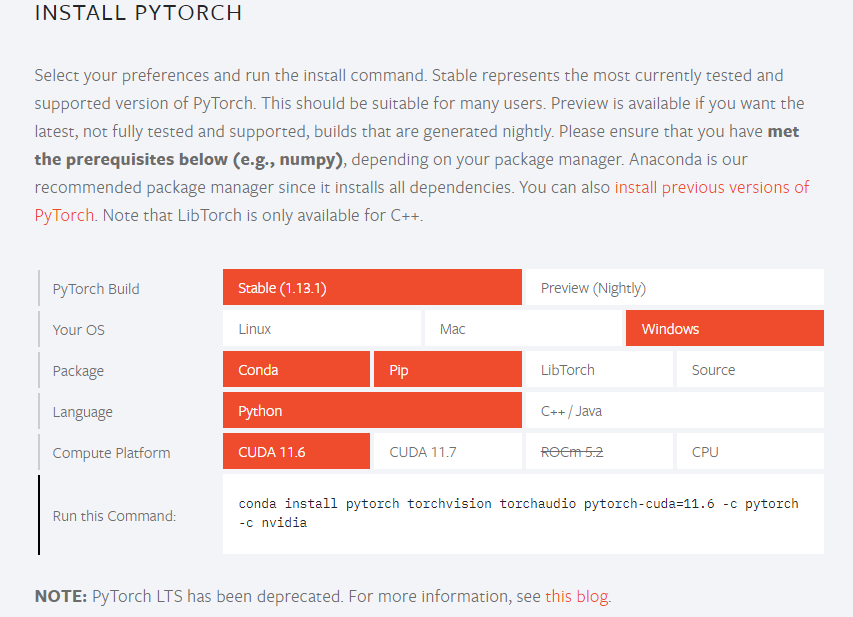 INSTALL PYTORCH
Select your preferences and run the install command. Stable represents the most currently tested and
supported version of PyTorch. This should be suitable for many users. Preview is available if you want the
latest, not fully tested and supported, builds that are generated nightly. Please ensure that you have met
the prerequisites below (e.g., numpy), depending on your package manager. Anaconda is our
recommended package manager since it installs all dependencies. You can also install previous versions of
PyTorch. Note that LibTorch is only available for C++.
PyTorch Build Stable (1.13.1) Preview (Nightly)
Your OS Linux Mac Windows
Package Conda Pip LibTorch Source
Language Python C++ / Java
Compute Platform CUDA 11.6 CUDA 11.7 ROCm 5.2 CPU
Run this Command: conda install pytorch torchvision torchaudio pytorch-cuda=11.6 -c pytorch
-c nvidia
NOTE: PyTorch LTS has been deprecated. For more information, see this blog.